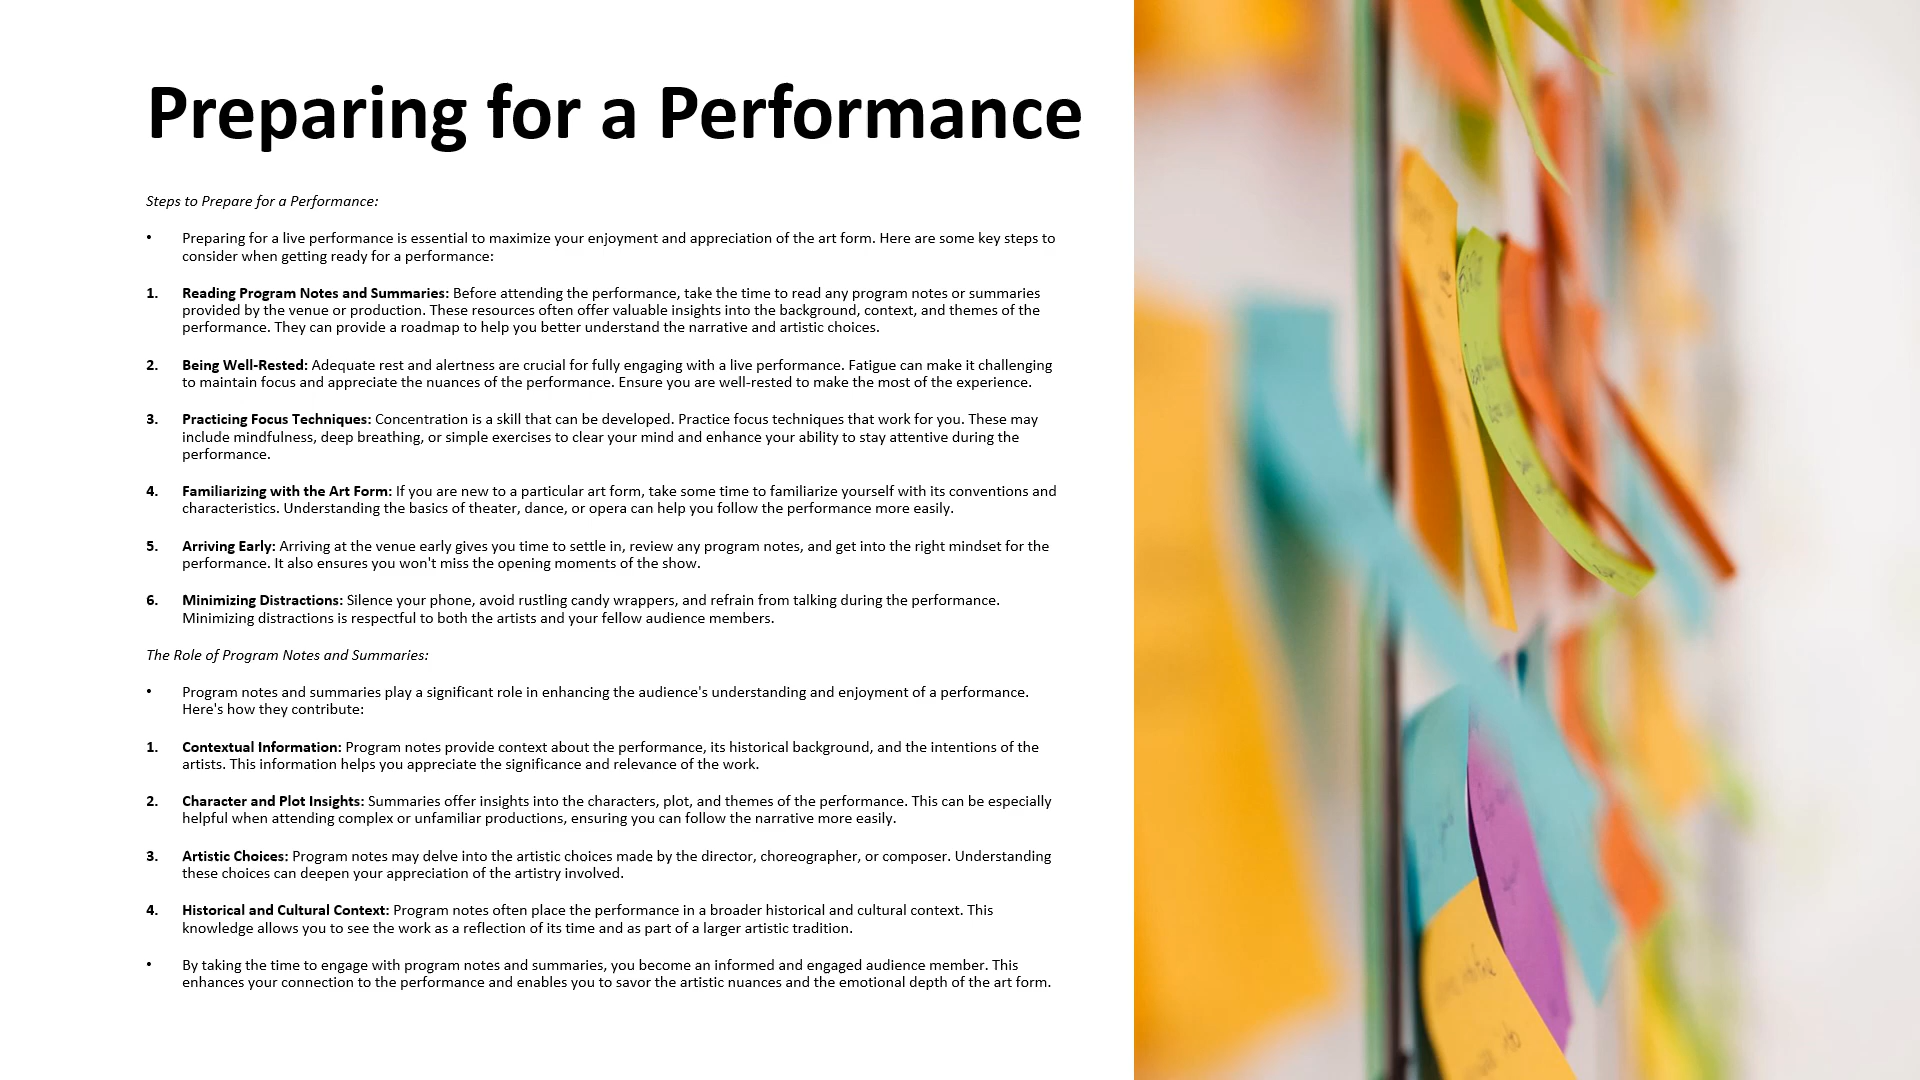 Preparing for a Performance
Steps to Prepare for a Performance:
• Preparing for a live performance is essential to maximize your enjoyment and appreciation of the art form. Here are some key steps to
consider when getting ready for a performance:
1. Reading Program Notes and Summaries: Before attending the performance, take the time to read any program notes or summaries
provided by the venue or production. These resources often offer valuable insights into the background, context, and themes of the
performance. They can provide a roadmap to help you better understand the narrative and artistic choices.
2. Being Well-Rested: Adequate rest and alertness are crucial for fully engaging with a live performance. Fatigue can make it challenging
to maintain focus and appreciate the nuances of the performance. Ensure you are well-rested to make the most of the experience.
3. Practicing Focus Techniques: Concentration is a skill that can be developed. Practice focus techniques that work for you. These may
include mindfulness, deep breathing, or simple exercises to clear your mind and enhance your ability to stay attentive during the
performance.
4. Familiarizing with the Art Form: If you are new to a particular art form, take some time to familiarize yourself with its conventions and
characteristics. Understanding the basics of theater, dance, or opera can help you follow the performance more easily.
5. Arriving Early: Arriving at the venue early gives you time to settle in, review any program notes, and get into the right mindset for the
performance. It also ensures you won't miss the opening moments of the show.
6. Minimizing Distractions: Silence your phone, avoid rustling candy wrappers, and refrain from talking during the performance.
Minimizing distractions is respectful to both the artists and your fellow audience members.
The Role of Program Notes and Summaries:
• Program notes and summaries play a significant role in enhancing the audience's understanding and enjoyment of a performance.
Here's how they contribute:
1. Contextual Information: Program notes provide context about the performance, its historical background, and the intentions of the
artists. This information helps you appreciate the significance and relevance of the work.
2. Character and Plot Insights: Summaries offer insights into the characters, plot, and themes of the performance. This can be especially
helpful when attending complex or unfamiliar productions, ensuring you can follow the narrative more easily.
3. Artistic Choices: Program notes may delve into the artistic choices made by the director, choreographer, or composer. Understanding
these choices can deepen your appreciation of the artistry involved.
4. Historical and Cultural Context: Program notes often place the performance in a broader historical and cultural context. This
knowledge allows you to see the work as a reflection of its time and as part of a larger artistic tradition.
• By taking the time to engage with program notes and summaries, you become an informed and engaged audience member. This
enhances your connection to the performance and enables you to savor the artistic nuances and the emotional depth of the art form.